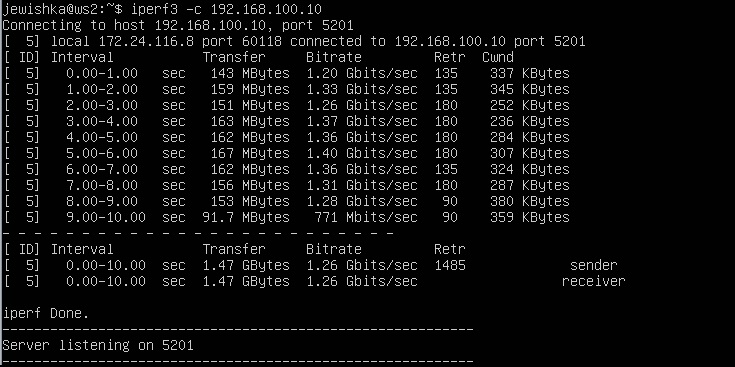 jewishka@ws2:~$ iperf3 -c 192.168.100.10
Connecting to host 192.168.100.10, port 5201
[  5] local 172.24.116.8 port 60118 connected to 192.168.100.10 port 5201
[ ID] Interval           Transfer     Bitrate         Retr  Cwnd
[  5]   0.00-1.00   sec   143 MBytes  1.20 Gbits/sec  135    337 KBytes
[  5]   1.00-2.00   sec   159 MBytes  1.33 Gbits/sec  135    345 KBytes
[  5]   2.00-3.00   sec   151 MBytes  1.26 Gbits/sec  180    252 KBytes
[  5]   3.00-4.00   sec   163 MBytes  1.37 Gbits/sec  180    236 KBytes
[  5]   4.00-5.00   sec   162 MBytes  1.36 Gbits/sec  180    284 KBytes
[  5]   5.00-6.00   sec   167 MBytes  1.40 Gbits/sec  180    307 KBytes
[  5]   6.00-7.00   sec   162 MBytes  1.36 Gbits/sec  135    324 KBytes
[  5]   7.00-8.00   sec   156 MBytes  1.31 Gbits/sec  180    287 KBytes
[  5]   8.00-9.00   sec   153 MBytes  1.28 Gbits/sec   90    380 KBytes
[  5]   9.00-10.00  sec  91.7 MBytes   771 Mbits/sec   90    359 KBytes
- - - - - - - - - - - - - - - - - - - - - - - - -
[ ID] Interval           Transfer     Bitrate         Retr
[  5]   0.00-10.00  sec  1.47 GBytes  1.26 Gbits/sec  1485             sender
[  5]   0.00-10.00  sec  1.47 GBytes  1.26 Gbits/sec                  receiver

iperf Done.
-----------------------------------------------------------
Server listening on 5201
-----------------------------------------------------------